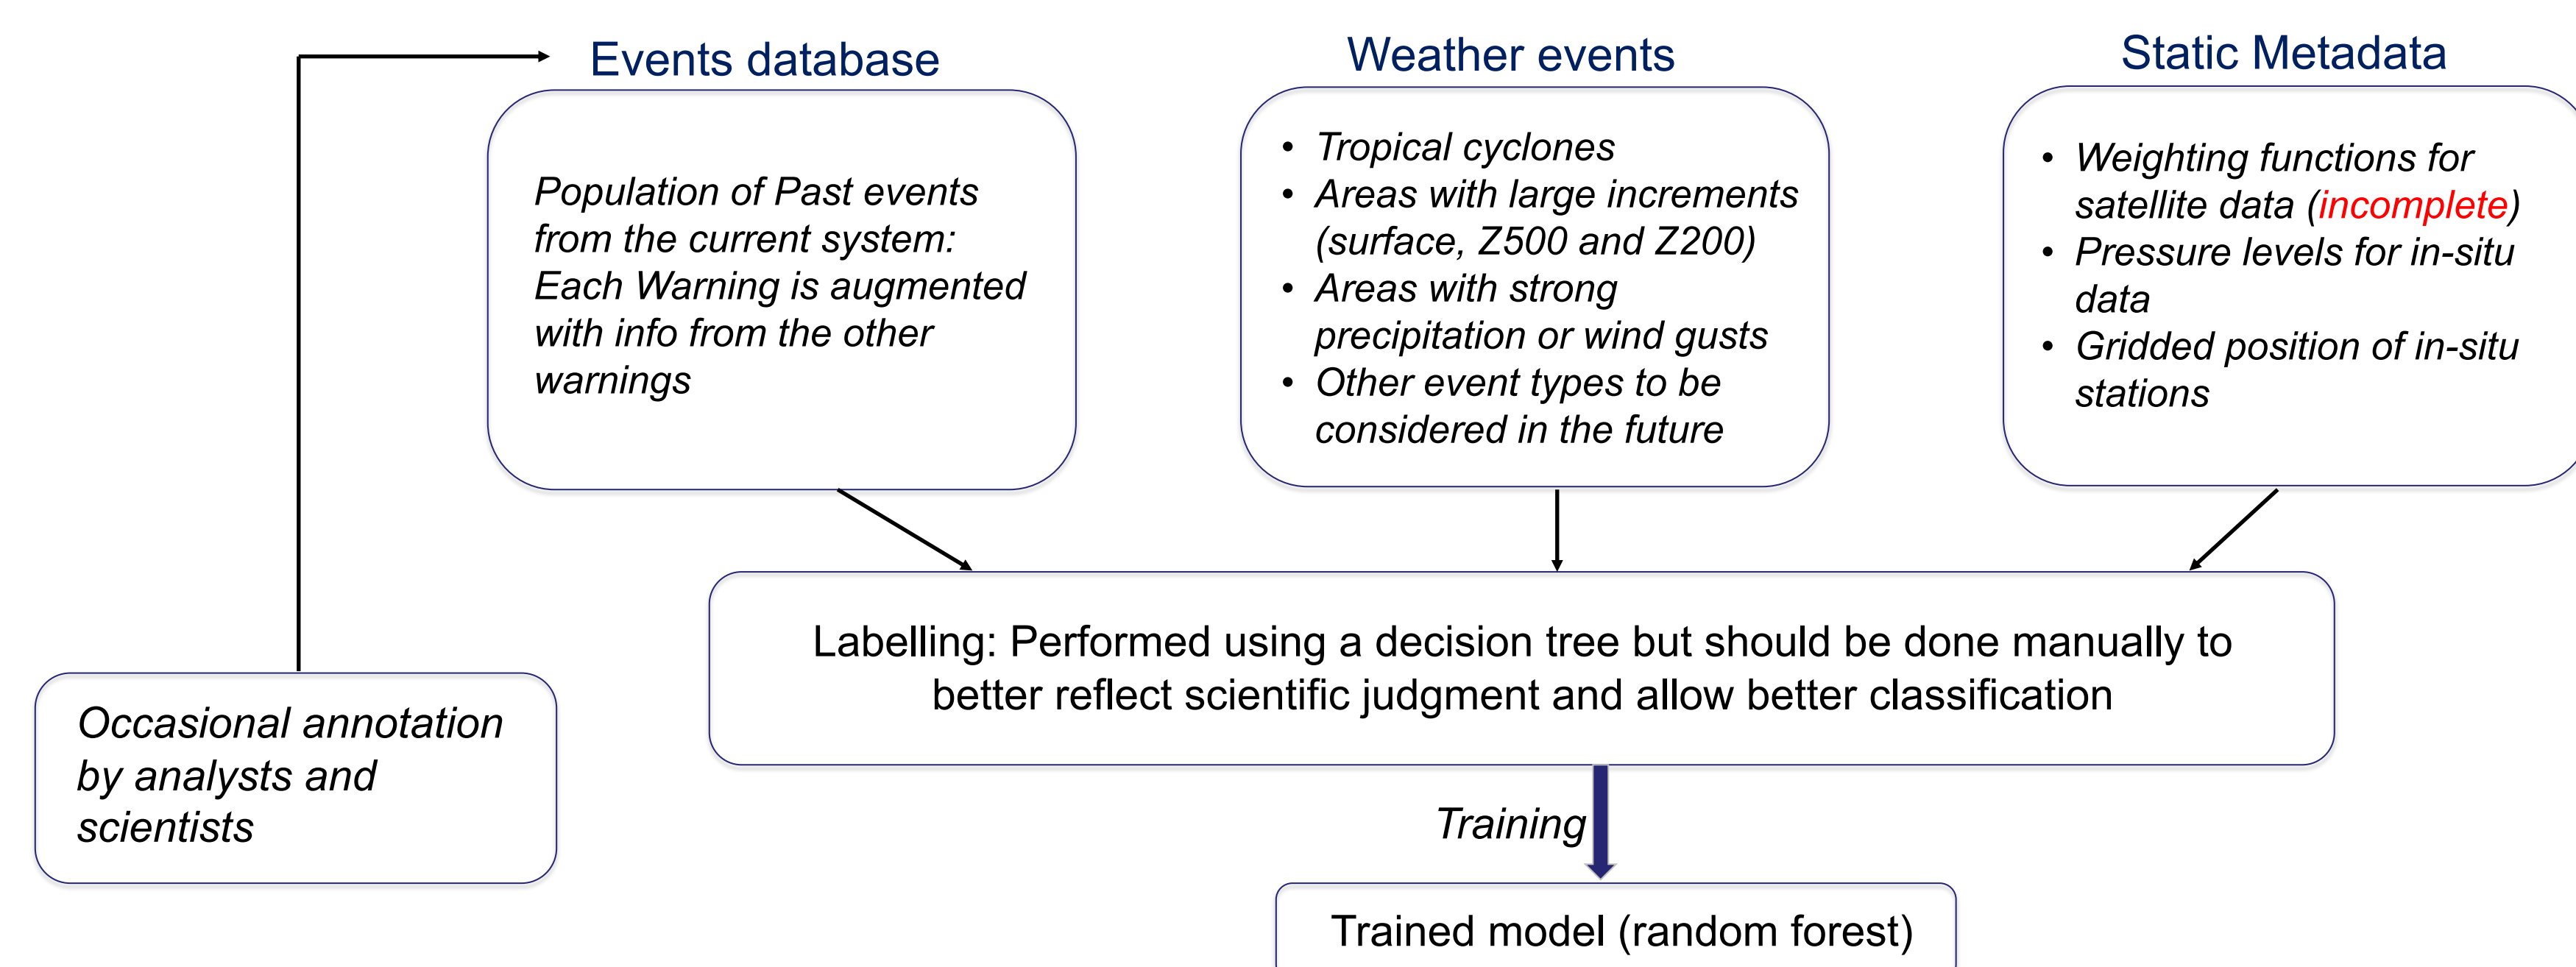 Events database
Population of Past events
from the current system:
Each Warning is augmented
with info from the other
warnings
Weather events
• Tropical cyclones
• Areas with large increments
(surface, Z500 and Z200)
• Areas with strong
precipitation or wind gusts
• Other event types to be
considered in the future
Static Metadata
• Weighting functions for
satellite data (incomplete)
• Pressure levels for in-situ
data
• Gridded position of in-situ
stations
Labelling: Performed using a decision tree but should be done manually to
better reflect scientific judgment and allow better classification
Occasional annotation
by analysts and
scientists
Training
Trained model (random forest)